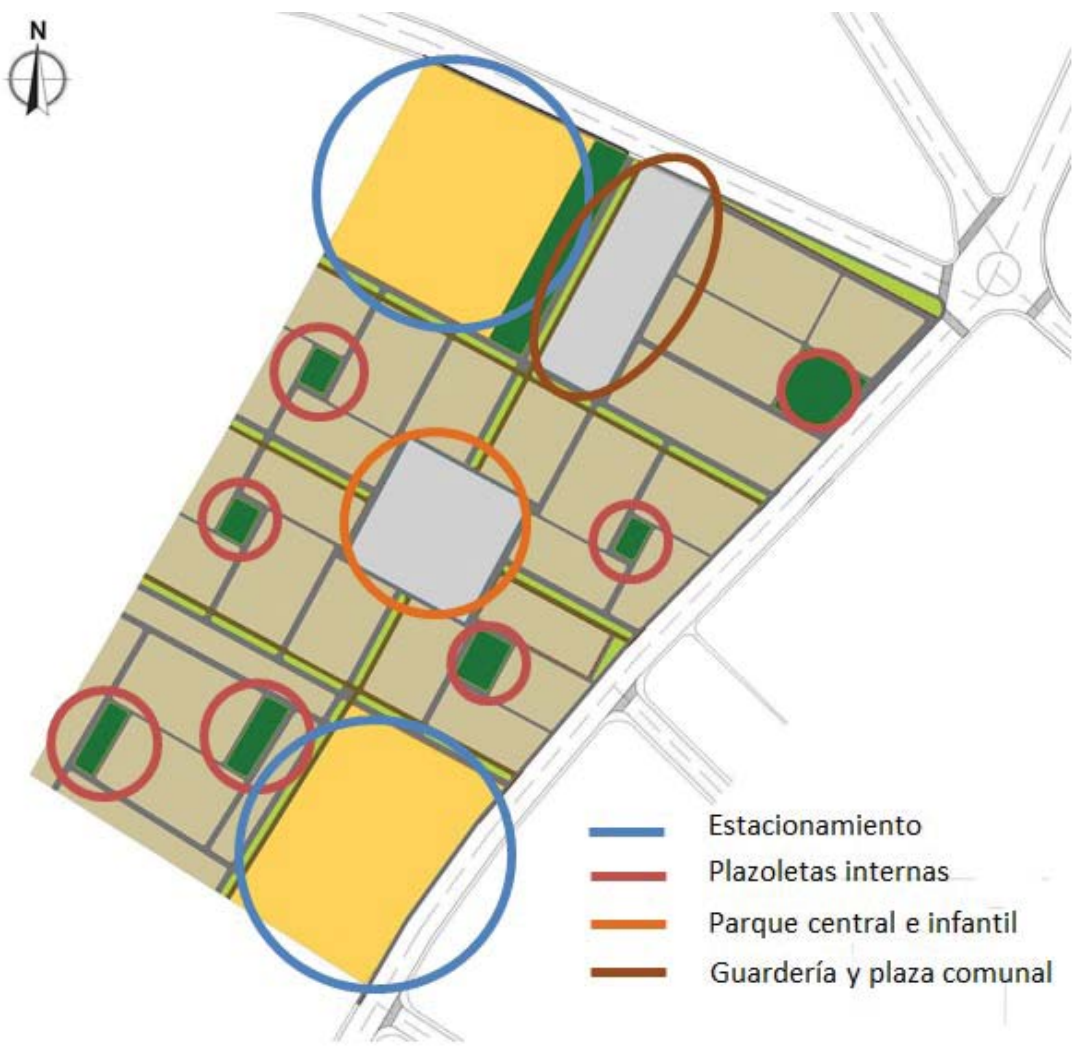 N
Estacionamiento
Plazoletas internas
Parque central e infantil
Guardería y plaza comunal